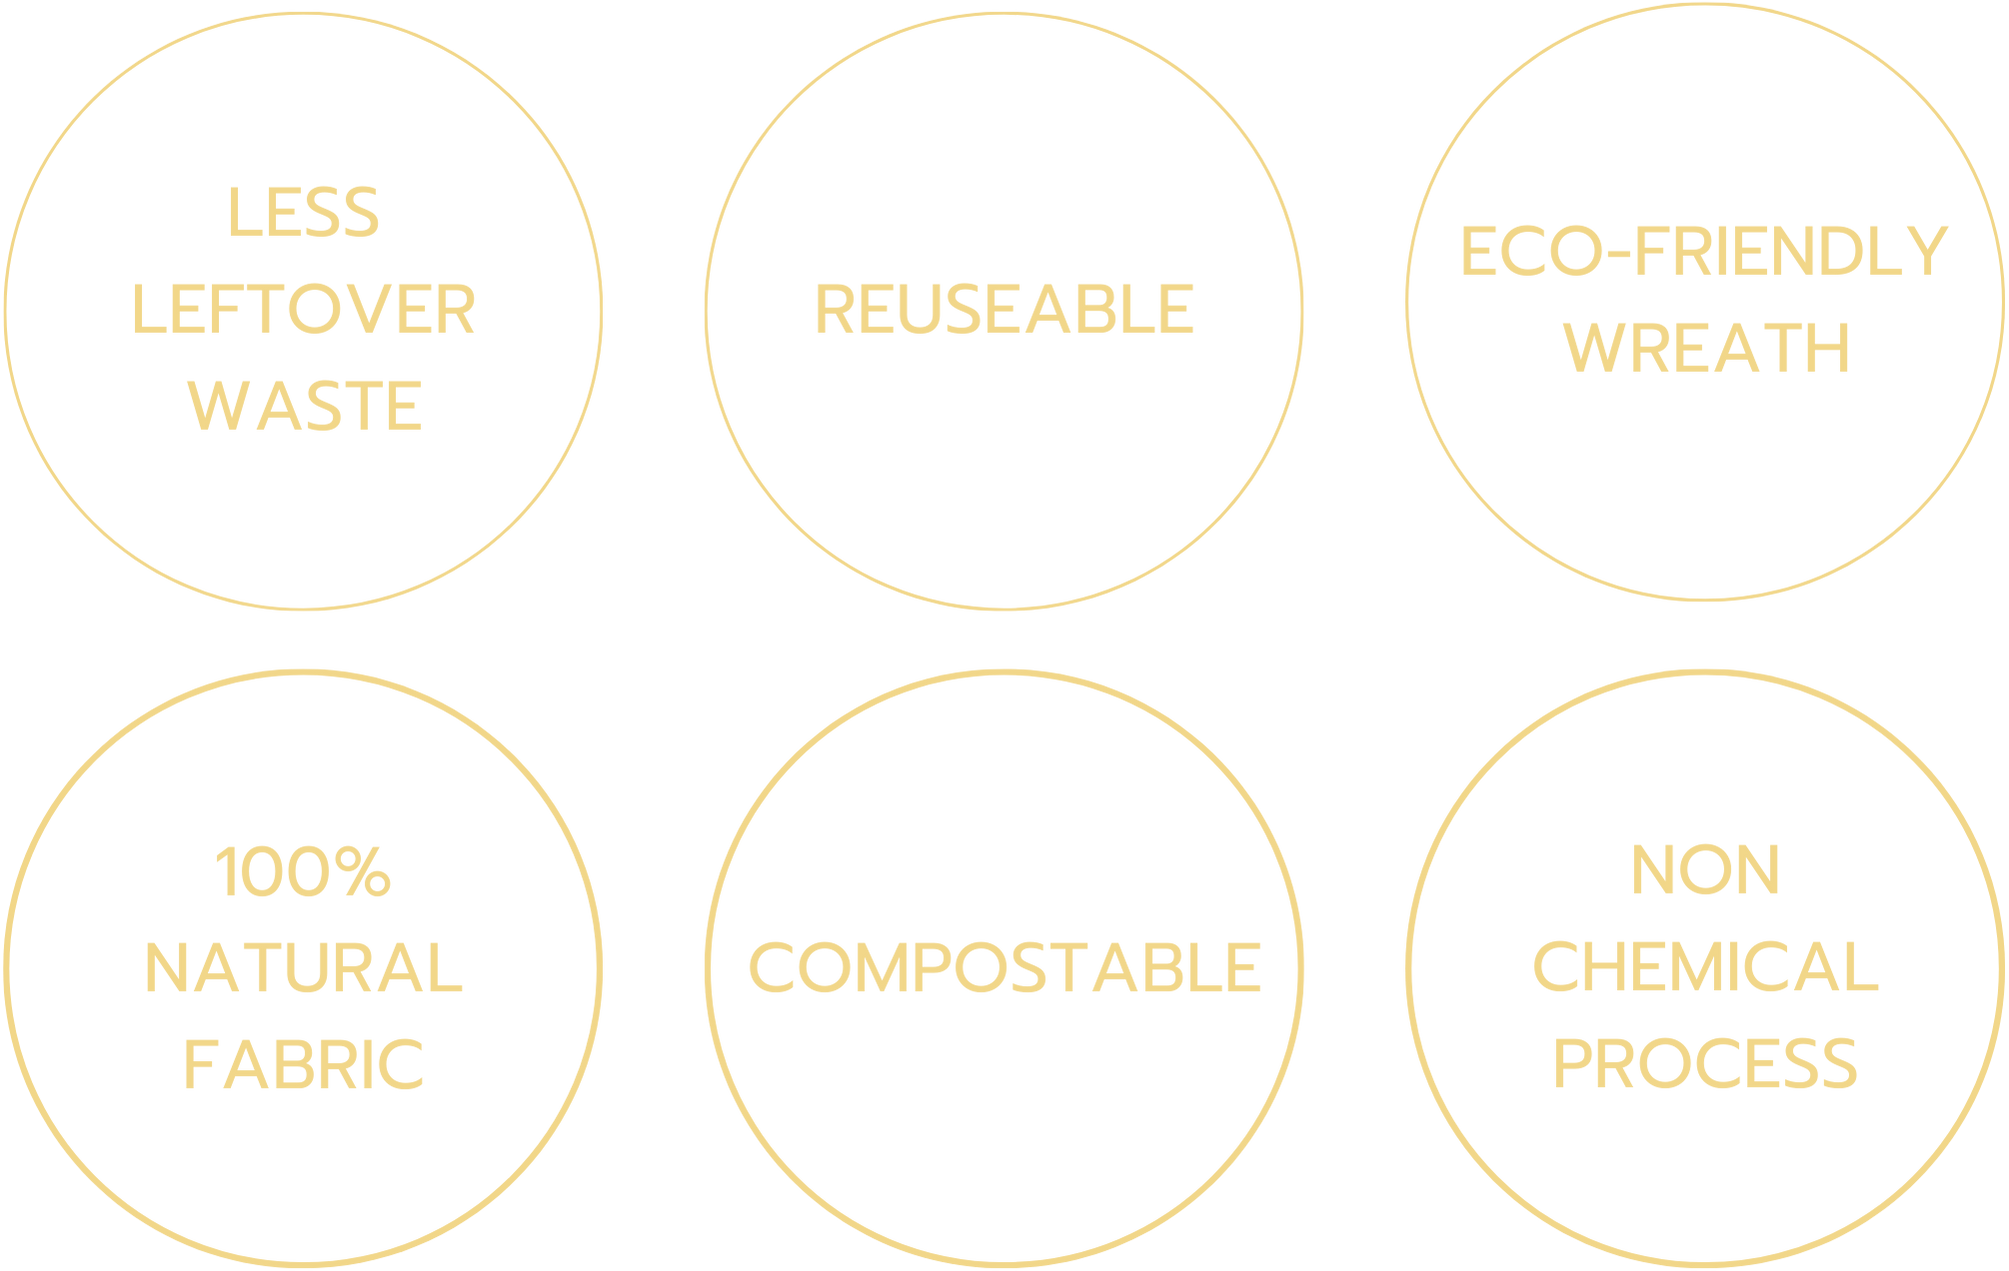 LESS
LEFTOVER
WASTE
REUSEABLE
ECO-FRIENDLY
WREATH
100%
NATURAL
FABRIC
COMPOSTABLE
NON
CHEMICAL
PROCESS